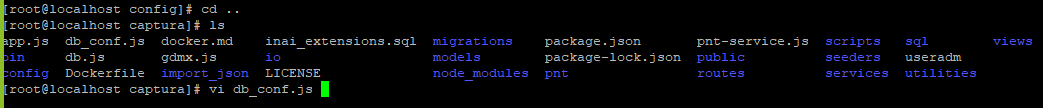 [root@localhost config]# cd ..
[root@localhost captura]# ls
app.js db_conf.js docker.md inai_extensions.sql migrations package.json pnt-service.js scripts sql views
bin db.js gdmx.js io models package-lock.json public seeders useradm
config Dockerfile import_json LICENSE node_modules pnt routes services utilities
[root@localhost captura]# vi db_conf.js